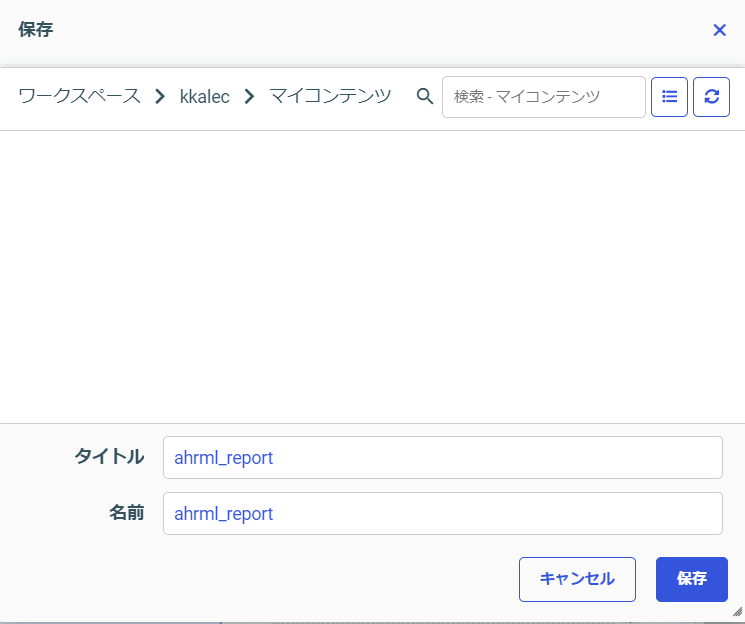 保存
ワークスペース kkalec マイコンテンツ 検索 - マイコンテンツ
タイトル ahrml_report
名前 ahrml_report
キャンセル 保存